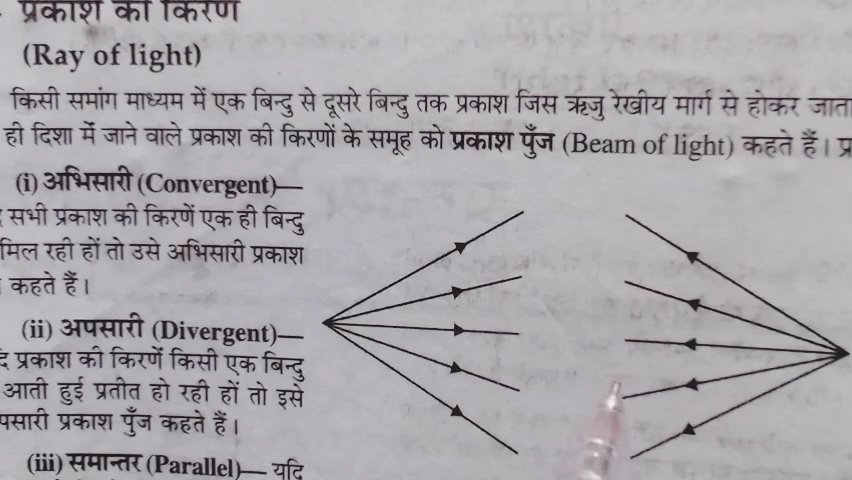 प्रकाश की किरण
(Ray of light)
किसी समांग माध्यम में एक बिन्दु से दूसरे बिन्दु तक प्रकाश जिस ऋजु रेखीय मार्ग से होकर जाता
ही दिशा में जाने वाले प्रकाश की किरणों के समूह को प्रकाश पुँज (Beam of light) कहते हैं। प्र
(i) अभिसारी (Convergent)—
सभी प्रकाश की किरणें एक ही बिन्दु
मिल रही हों तो उसे अभिसारी प्रकाश
कहते हैं।
(ii) अपसारी (Divergent)—
प्रकाश की किरणें किसी एक बिन्दु
आती हुई प्रतीत हो रही हों तो इसे
पसारी प्रकाश पुँज कहते हैं।
(iii) समान्तर (Parallel)— यदि